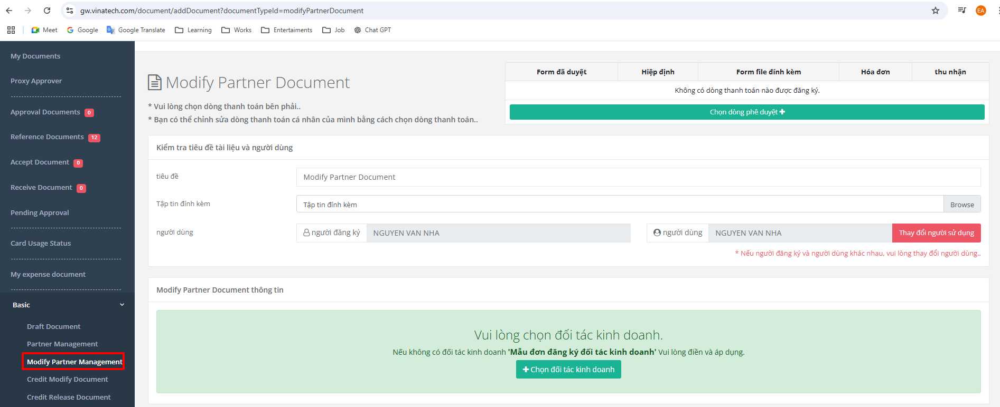 gw.vinatech.com/document/addDocument?documentTypeId=modifyPartnerDocument
EA
Meet
Google
Google Translate
Learning
Works
Entertaiments
Job
Chat GPT
My Documents
Proxy Approver
Approval Documents 0
Reference Documents 12
Accept Document 0
Receive Document 0
Pending Approval
Card Usage Status
My expense document
Basic
Draft Document
Partner Management
Modify Partner Management
Credit Modify Document
Credit Release Document
Modify Partner Document
* Vui lòng chọn dòng thanh toán bên phải..
* Bạn có thể chỉnh sửa dòng thanh toán cá nhân của mình bằng cách chọn dòng thanh toán..
Form đã duyệt Hiệp định Form file đính kèm Hóa đơn thu nhận
Không có dòng thanh toán nào được đăng ký.
Chọn dòng phê duyệt
Kiểm tra tiêu đề tài liệu và người dùng
tiêu đề Modify Partner Document
Tập tin đính kèm Tập tin đính kèm Browse
người dùng người đăng ký NGUYEN VAN NHA người dùng NGUYEN VAN NHA Thay đổi người sử dụng
* Nếu người đăng ký và người dùng khác nhau, vui lòng thay đổi người dùng..
Modify Partner Document thông tin
Vui lòng chọn đối tác kinh doanh.
Nếu không có đối tác kinh doanh 'Mẫu đơn đăng ký đối tác kinh doanh' Vui lòng điền và áp dụng.
Chọn đối tác kinh doanh